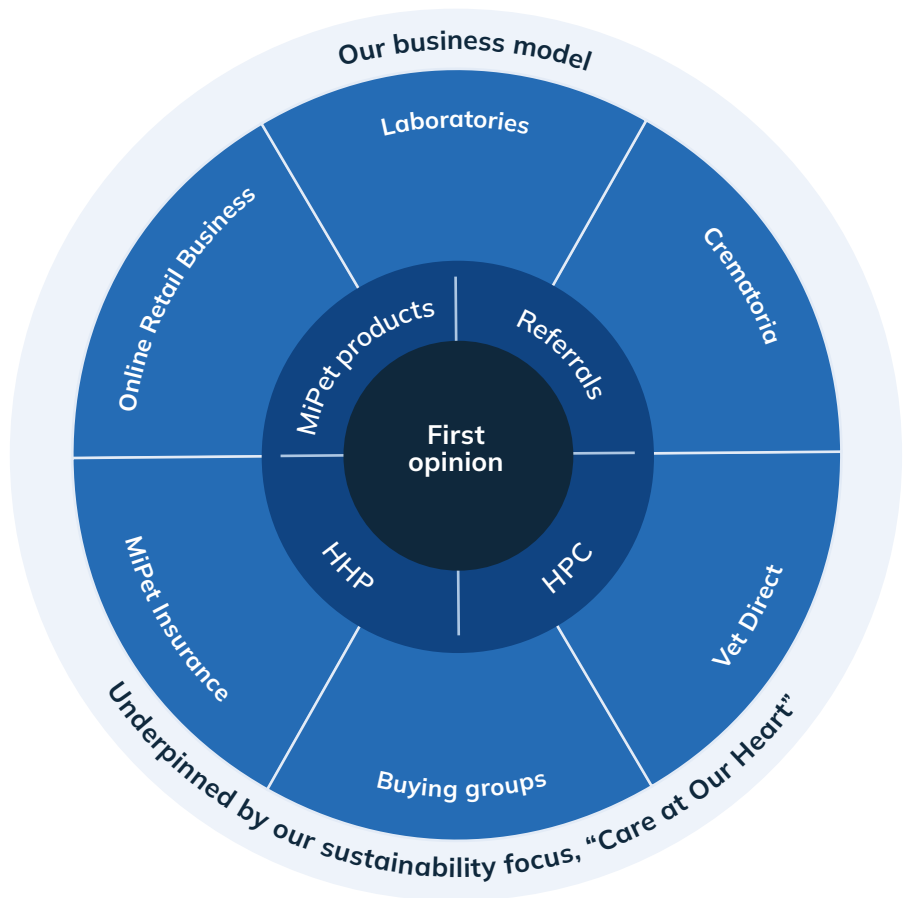 Our business model
Laboratories
Crematoria
Vet Direct
Buying groups
MiPet Insurance
Online Retail Business
MiPet products
Referrals
HPC
HHP
First
opinion
Underpinned by our sustainability focus, “Care at Our Heart”